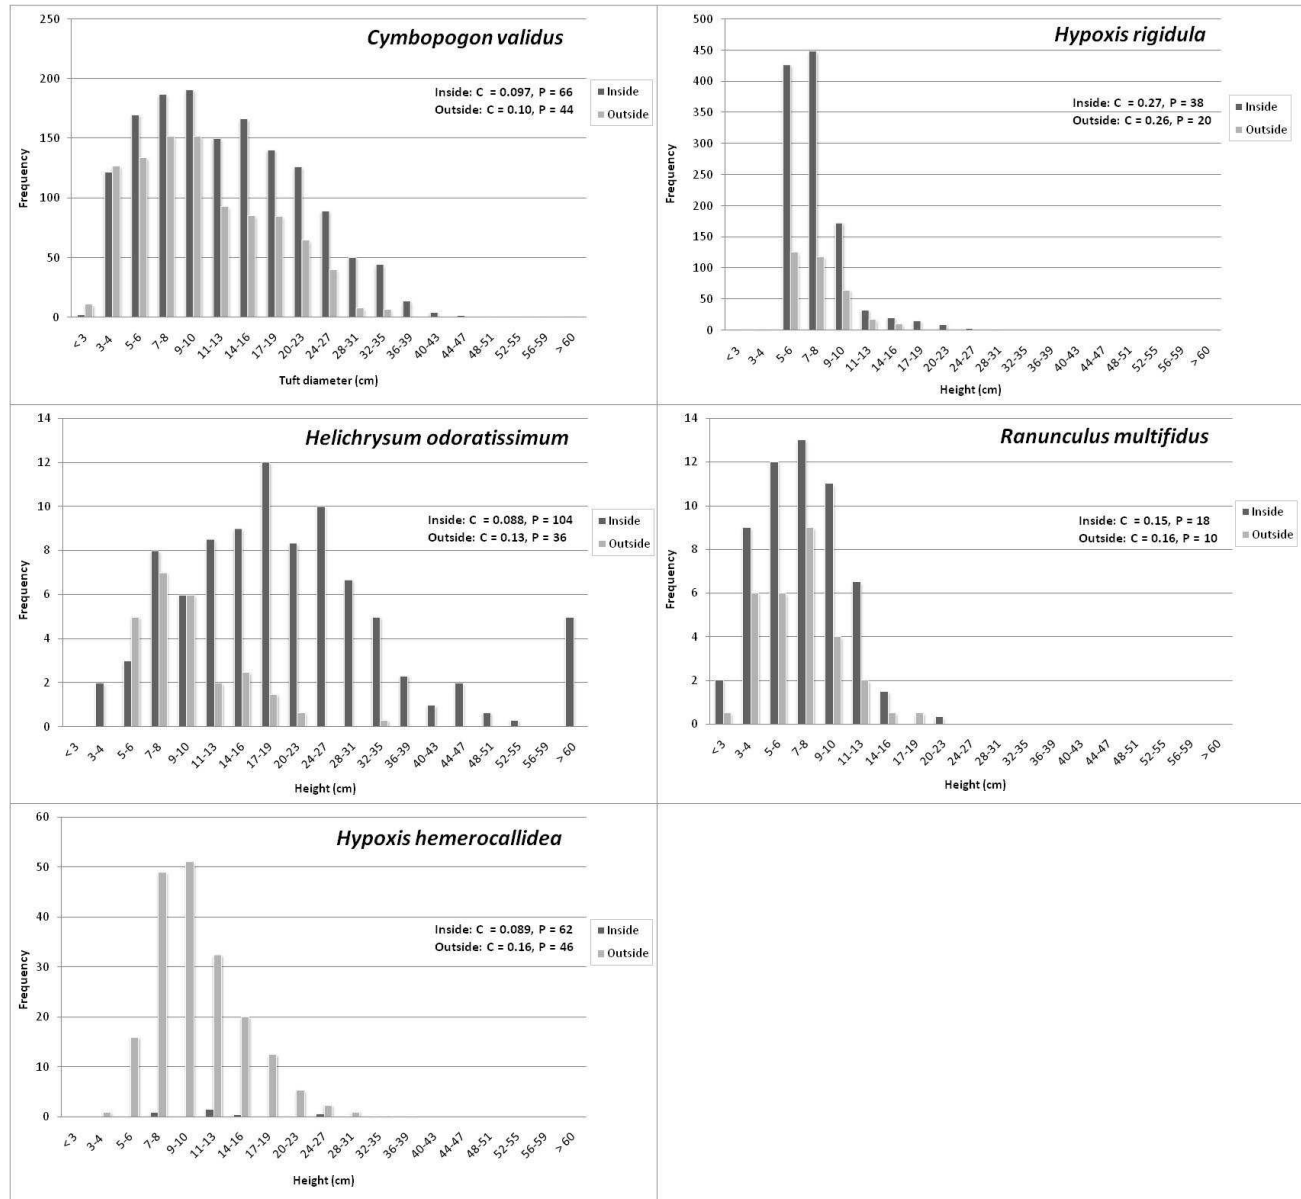 Cymbopogon validus
250
200
150
100
50
0
Frequency
Inside: C = 0.097, P = 66
Outside: C = 0.10, P = 44
Inside
Outside
< 3 3-4 5-6 7-8 9-10 11-13 14-16 17-19 20-23 24-27 28-31 32-35 36-39 40-43 44-47 48-51 52-55 56-59 > 60
Tuft diameter (cm)
Hypoxis rigidula
500
450
400
350
300
250
200
150
100
50
0
Frequency
Inside: C = 0.27, P = 38
Outside: C = 0.26, P = 20
Inside
Outside
< 3 3-4 5-6 7-8 9-10 11-13 14-16 17-19 20-23 24-27 28-31 32-35 36-39 40-43 44-47 48-51 52-55 56-59 > 60
Height (cm)
Helichrysum odoratissimum
14
12
10
8
6
4
2
0
Frequency
Inside: C = 0.088, P = 104
Outside: C = 0.13, P = 36
Inside
Outside
< 3 3-4 5-6 7-8 9-10 11-13 14-16 17-19 20-23 24-27 28-31 32-35 36-39 40-43 44-47 48-51 52-55 56-59 > 60
Height (cm)
Ranunculus multifidus
14
12
10
8
6
4
2
0
Frequency
Inside: C = 0.15, P = 18
Outside: C = 0.16, P = 10
Inside
Outside
< 3 3-4 5-6 7-8 9-10 11-13 14-16 17-19 20-23 24-27 28-31 32-35 36-39 40-43 44-47 48-51 52-55 56-59 > 60
Height (cm)
Hypoxis hemerocallidea
60
50
40
30
20
10
0
Frequency
Inside: C = 0.089, P = 62
Outside: C = 0.16, P = 46
Inside
Outside
< 3 3-4 5-6 7-8 9-10 11-13 14-16 17-19 20-23 24-27 28-31 32-35 36-39 40-43 44-47 48-51 52-55 56-59 > 60
Height (cm)